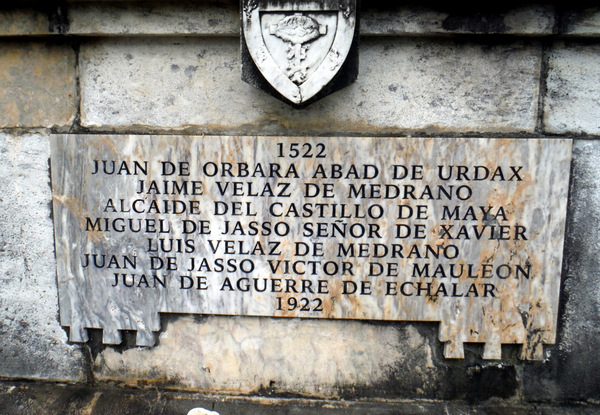 1522
JUAN DE ORBARA ABAD DE URDAX
JAIME VELAZ DE MEDRANO
ALCAIDE DEL CASTILLO DE MAYA
MIGUEL DE JASSO SEÑOR DE XAVIER
LUIS VELAZ DE MEDRANO
JUAN DE JASSO VICTOR DE MAULÉON
JUAN DE AGUERRE DE ECHALAR
1922